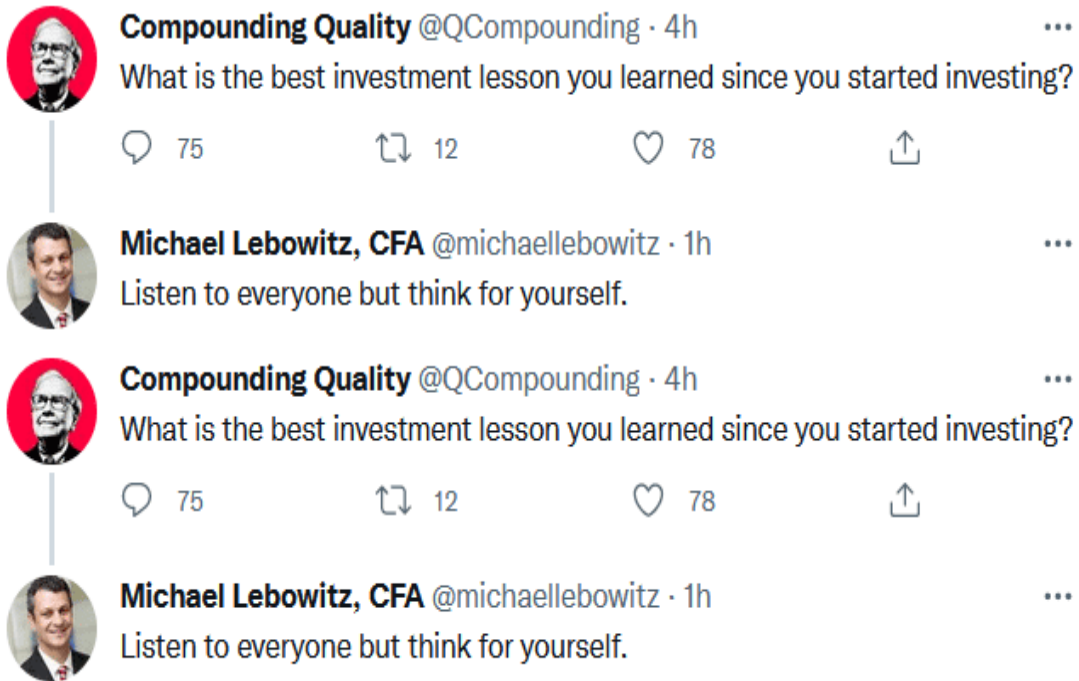 Compounding Quality @QCompounding · 4h
What is the best investment lesson you learned since you started investing?
75 12 78
Michael Lebowitz, CFA @michaellebowitz · 1h
Listen to everyone but think for yourself.
Compounding Quality @QCompounding · 4h
What is the best investment lesson you learned since you started investing?
75 12 78
Michael Lebowitz, CFA @michaellebowitz · 1h
Listen to everyone but think for yourself.